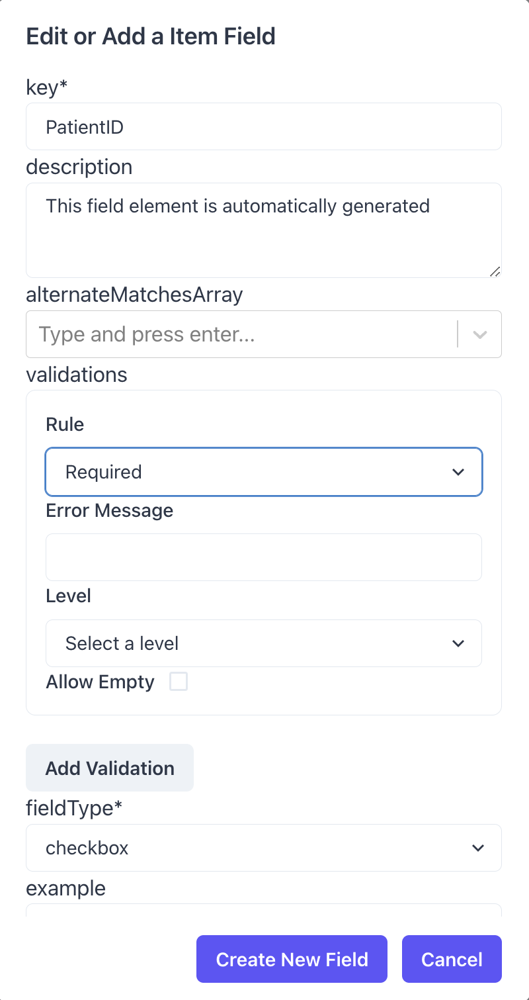 Edit or Add a Item Field
key*
PatientID
description
This field element is automatically generated
alternateMatchesArray
Type and press enter...
validations
Rule
Required
Error Message
Level
Select a level
Allow Empty
Add Validation
fieldType*
checkbox
example
Create New Field
Cancel